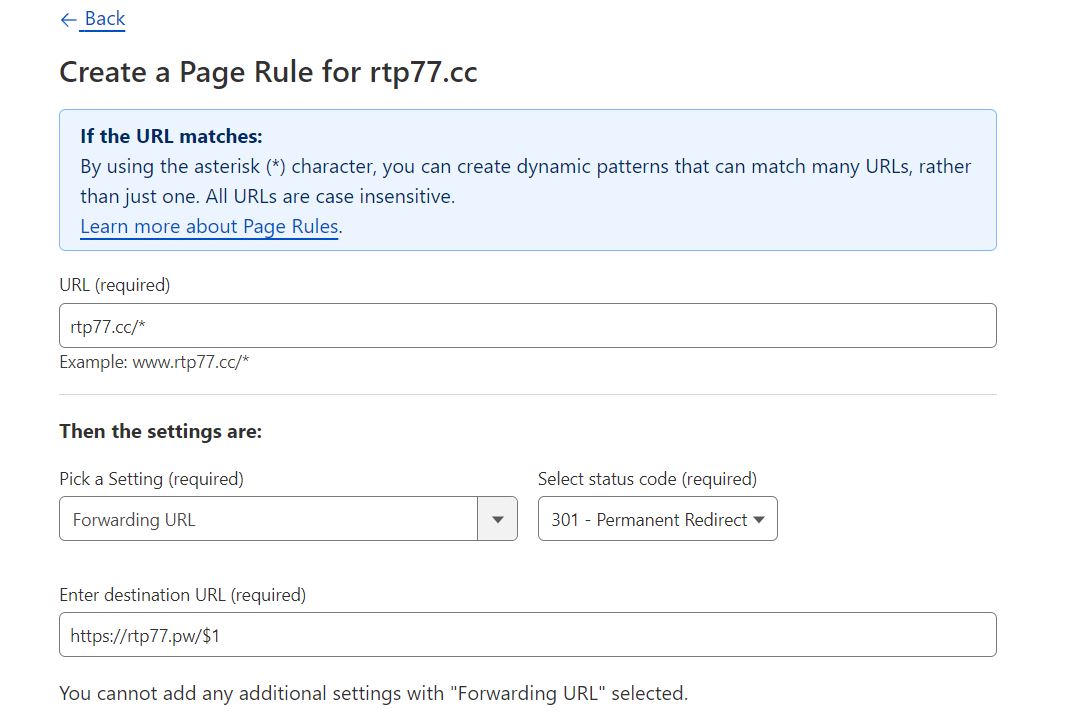 ← Back
Create a Page Rule for rtp77.cc
If the URL matches:
By using the asterisk (*) character, you can create dynamic patterns that can match many URLs, rather
than just one. All URLs are case insensitive.
Learn more about Page Rules.
URL (required)
rtp77.cc/*
Example: www.rtp77.cc/*
Then the settings are:
Pick a Setting (required)
Select status code (required)
Forwarding URL
301 - Permanent Redirect
Enter destination URL (required)
https://rtp77.pw/$1
You cannot add any additional settings with "Forwarding URL" selected.